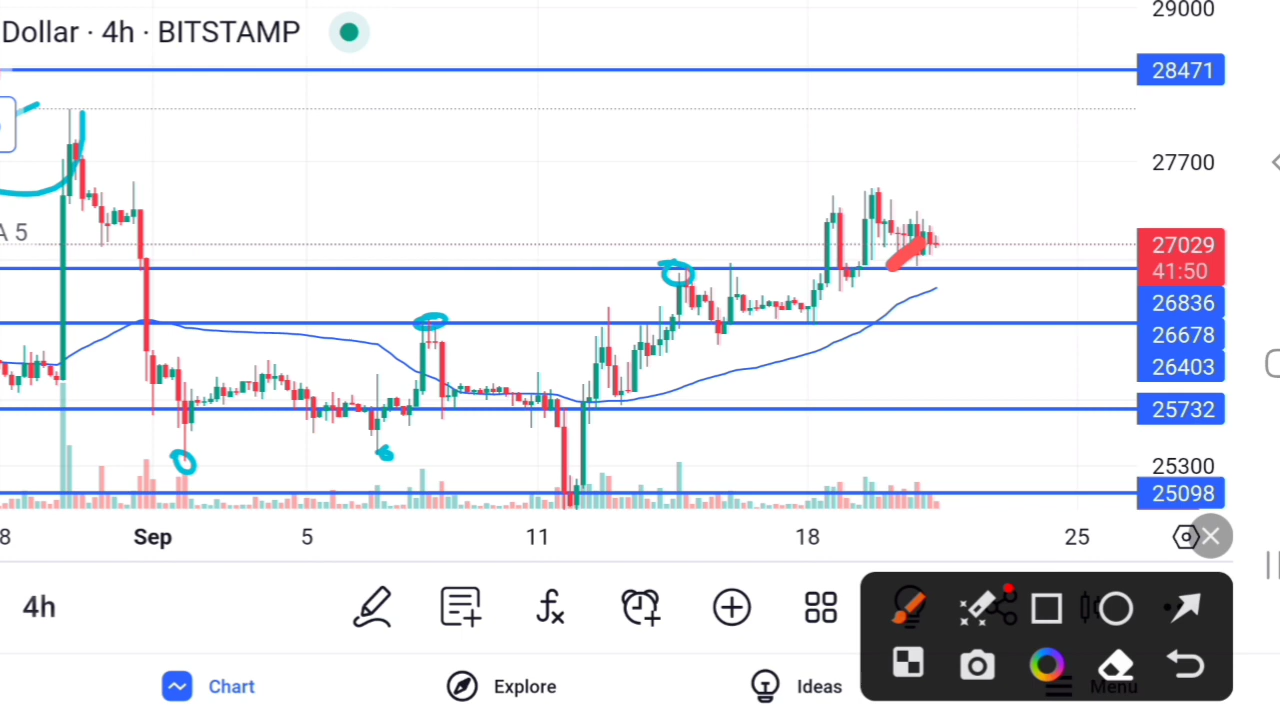 Dollar · 4h · BITSTAMP
29000
28471
27700
A 5
27029
41:50
26836
26678
26403
25732
25300
25098
8 Sep 5 11 18 25
4h
Chart Explore Ideas Menu